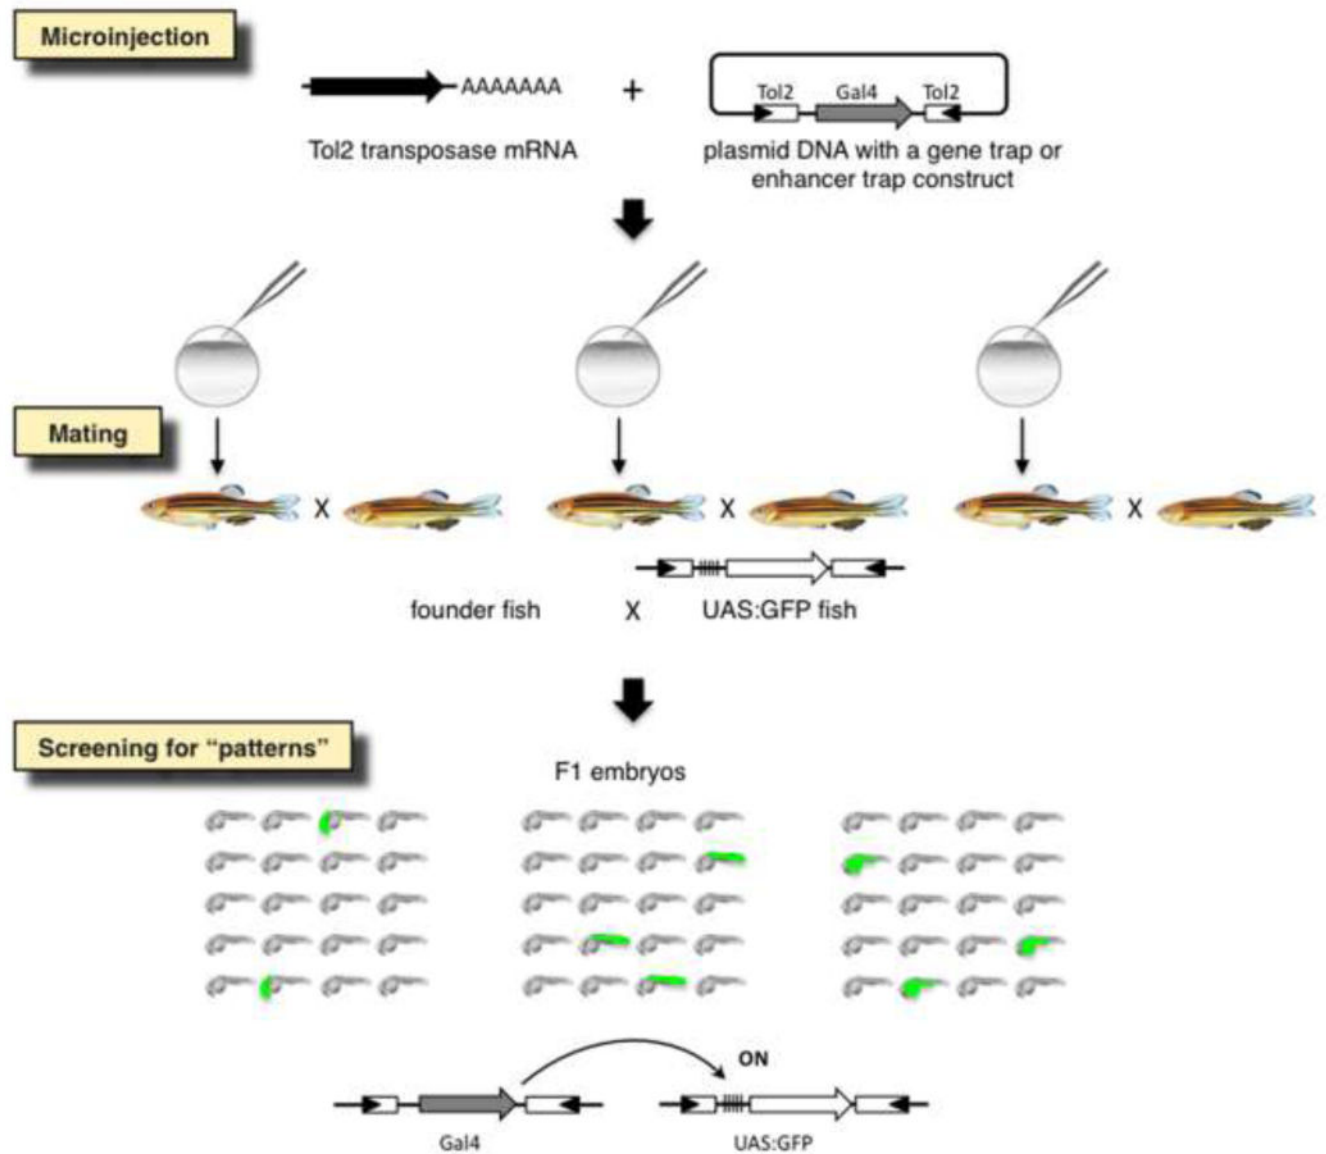 Microinjection
AAAAAAA
+
Tol2 Gal4 Tol2
Tol2 transposase mRNA
plasmid DNA with a gene trap or
enhancer trap construct
Mating
X X X
founder fish X UAS:GFP fish
Screening for “patterns”
F1 embryos
ON
Gal4 UAS:GFP